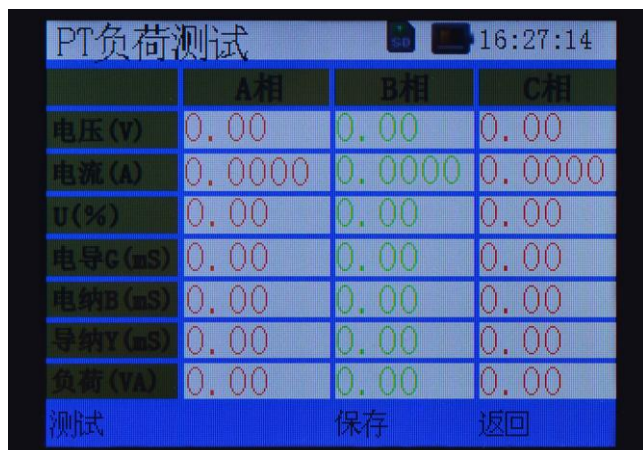 PT负荷测试 SD 16:27:14
A相 B相 C相
电压(V) 0.00 0.00 0.00
电流(A) 0.0000 0.0000 0.0000
U(%) 0.00 0.00 0.00
电导G(mS) 0.00 0.00 0.00
电纳B(mS) 0.00 0.00 0.00
导纳Y(mS) 0.00 0.00 0.00
负荷(VA) 0.00 0.00 0.00
测试 保存 返回